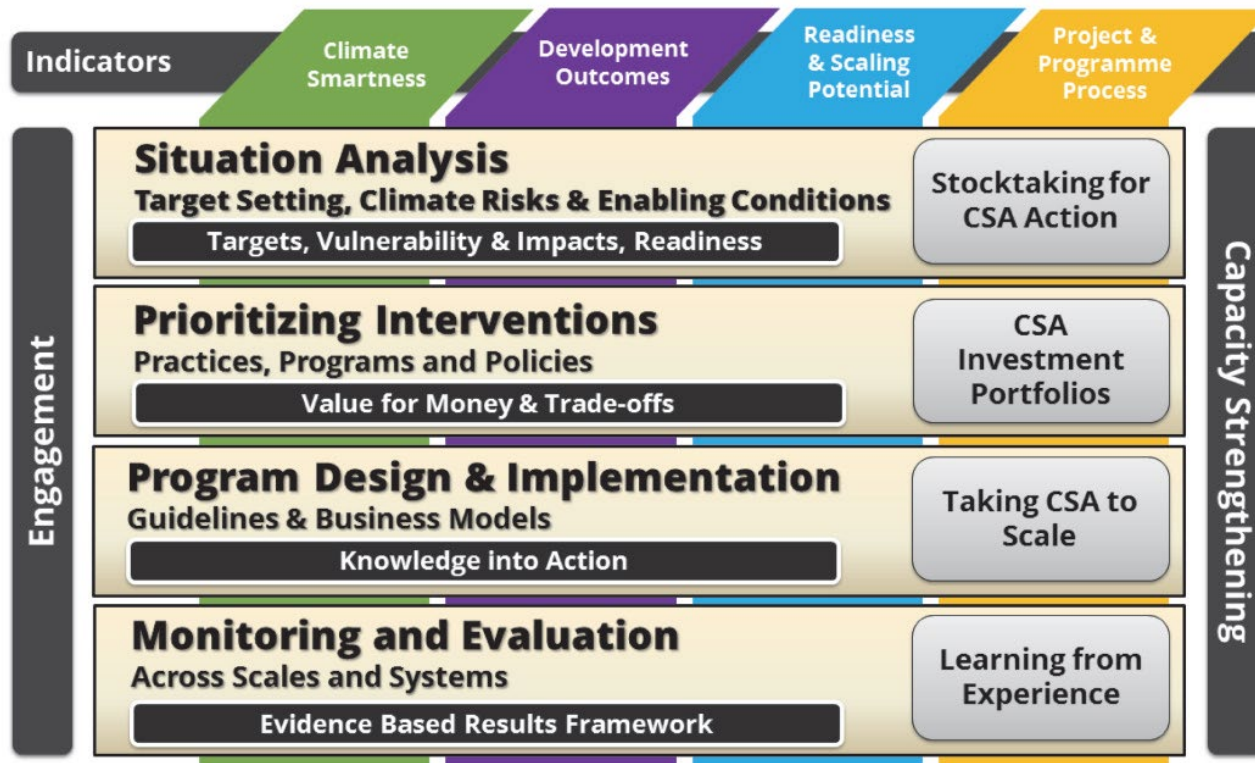 Indicators
Climate
Smartness
Development
Outcomes
Readiness
& Scaling
Potential
Project &
Programme
Process
Engagement
Situation Analysis
Target Setting, Climate Risks & Enabling Conditions
Targets, Vulnerability & Impacts, Readiness
Stocktaking for
CSA Action
Prioritizing Interventions
Practices, Programs and Policies
Value for Money & Trade-offs
CSA
Investment
Portfolios
Program Design & Implementation
Guidelines & Business Models
Knowledge into Action
Taking CSA to
Scale
Monitoring and Evaluation
Across Scales and Systems
Evidence Based Results Framework
Learning from
Experience
Capacity Strengthening